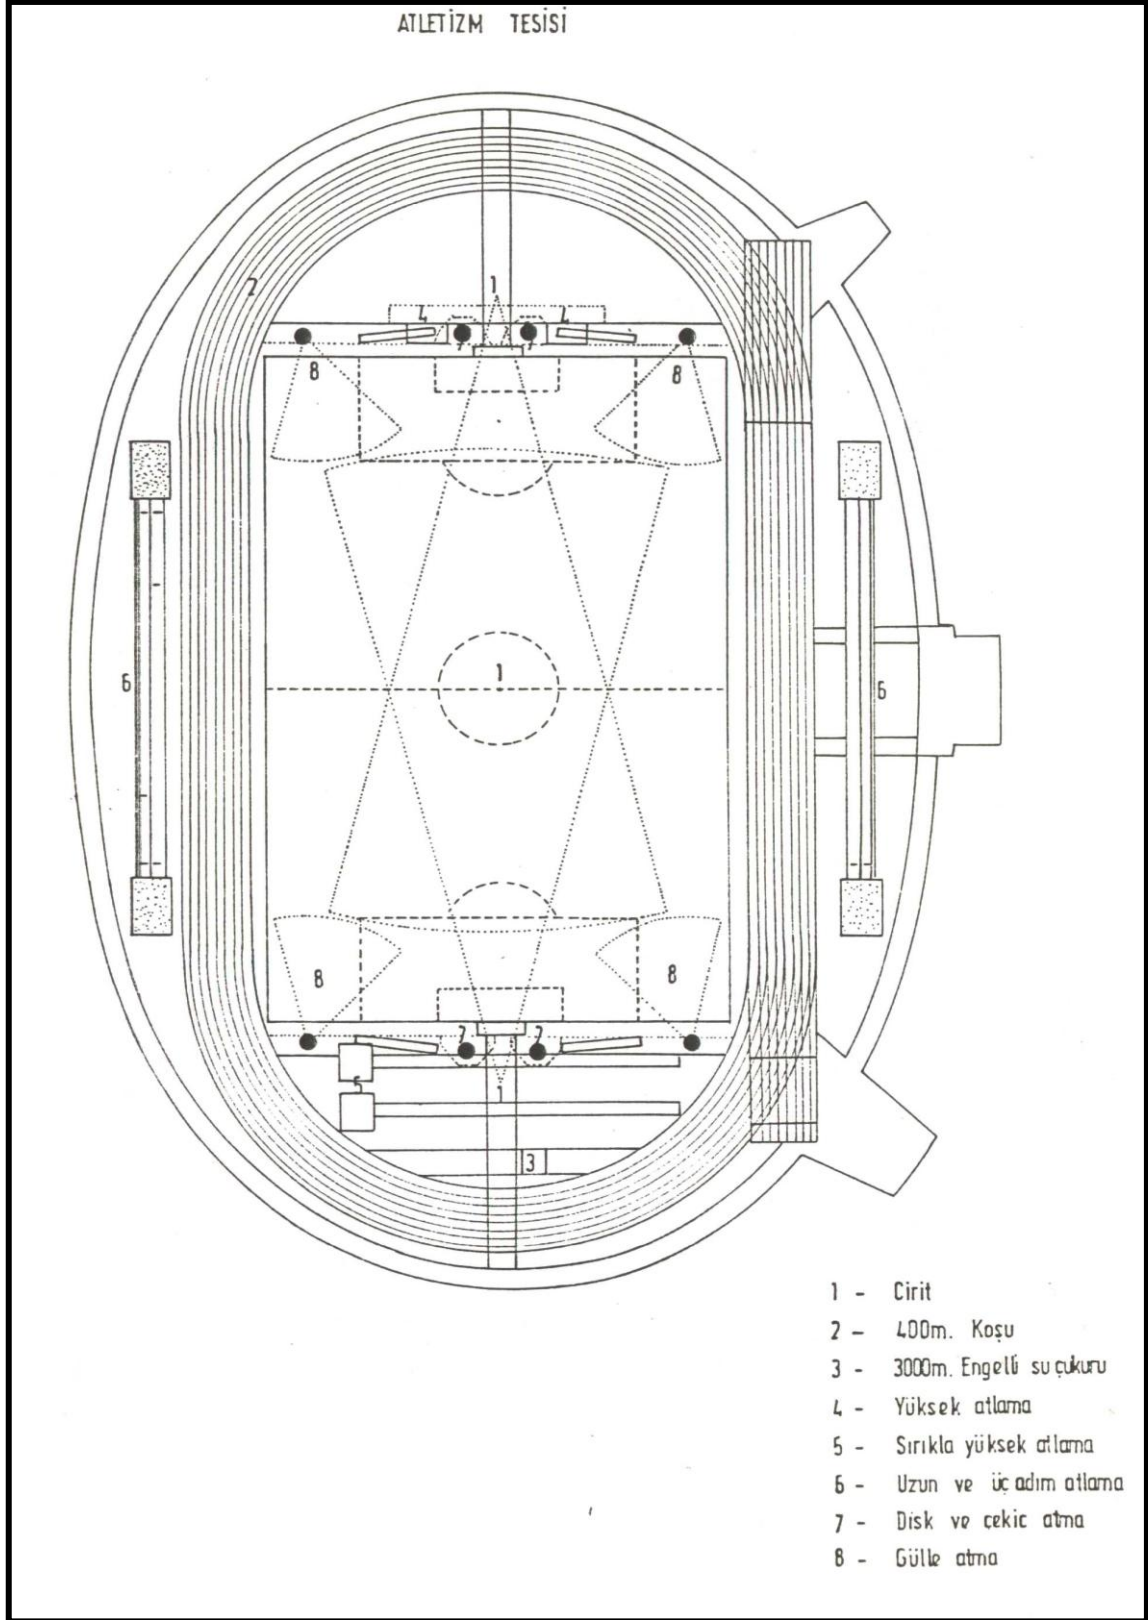 ATLETİZM TESİSİ
1
2
4
4
7
7
8
8
6
1
6
8
8
7
7
5
1
3
1 - Cirit
2 - 400m. Koşu
3 - 3000m. Engelli su çukuru
4 - Yüksek atlama
5 - Sırıkla yüksek atlama
6 - Uzun ve üç adım atlama
7 - Disk ve çekic atma
8 - Gülle atma